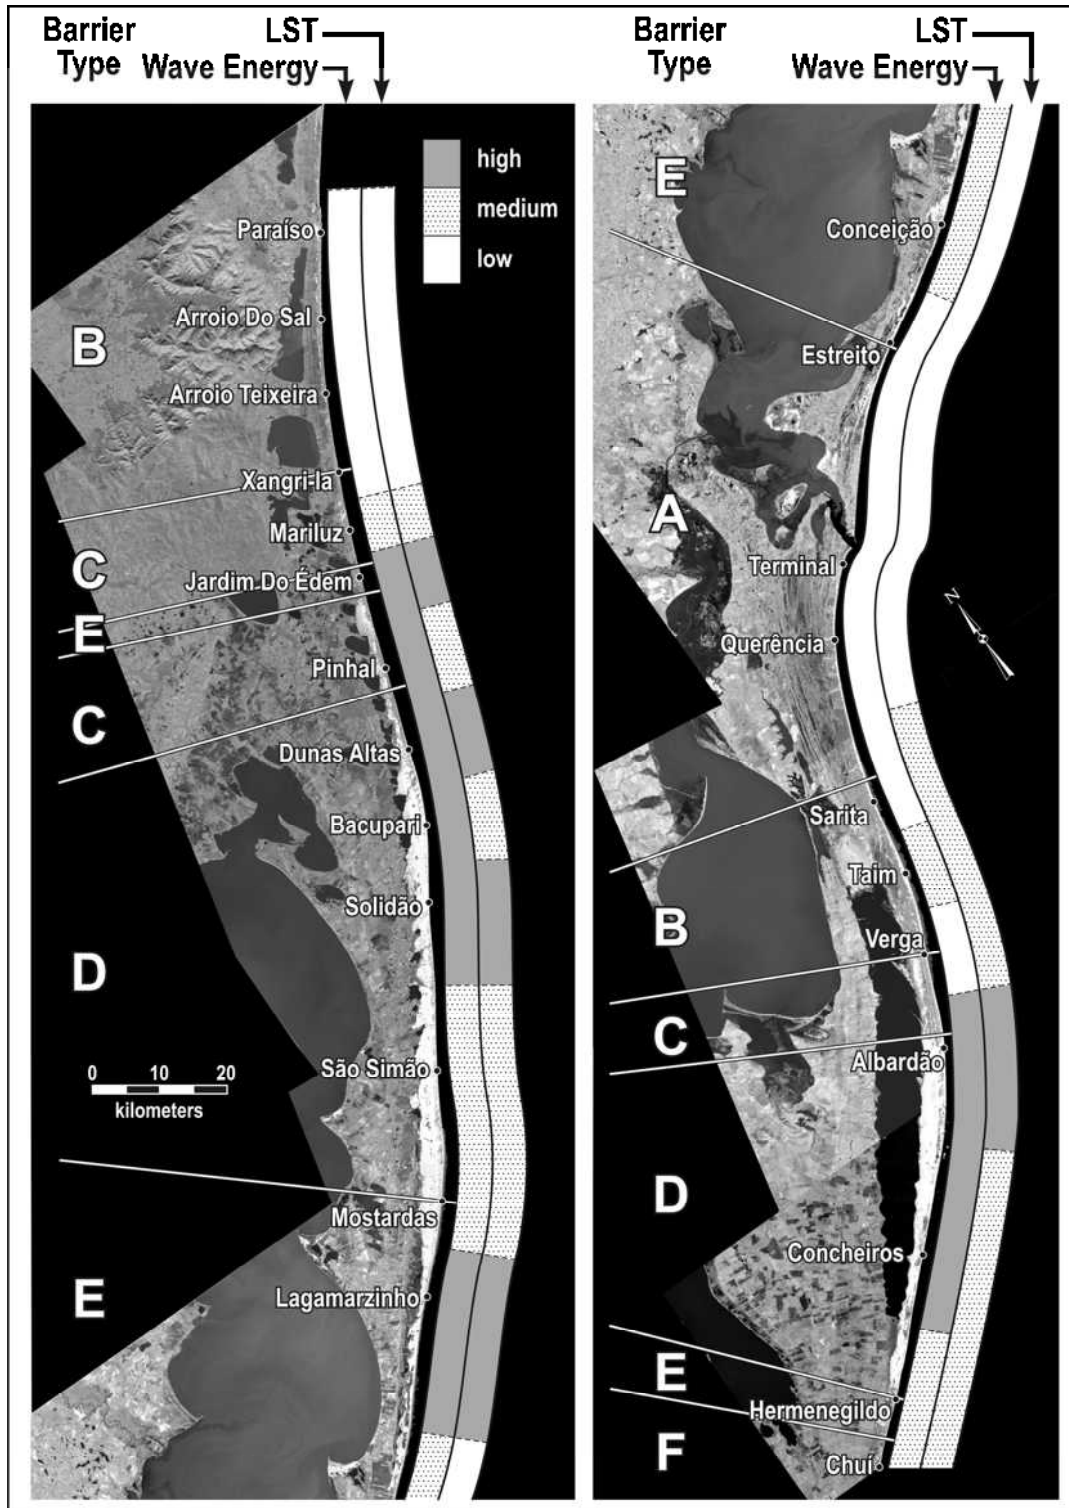 Barrier
Type
LST
Wave Energy
high
medium
low
Paraíso
Arroio Do Sal
B
Arroio Teixeira
Xangri-la
Mariluz
C
Jardim Do Édem
E
Pinhal
C
Dunas Altas
Bacupari
Solidão
D
São Simão
0 10 20
kilometers
Mostardas
E
Lagamarzinho
Barrier
Type
LST
Wave Energy
E
Conceição
Estreito
A
Terminal
N
Querência
Sarita
Taim
B
Verga
C
Albardão
D
Concheiros
E
Hermenegildo
F
Chuí